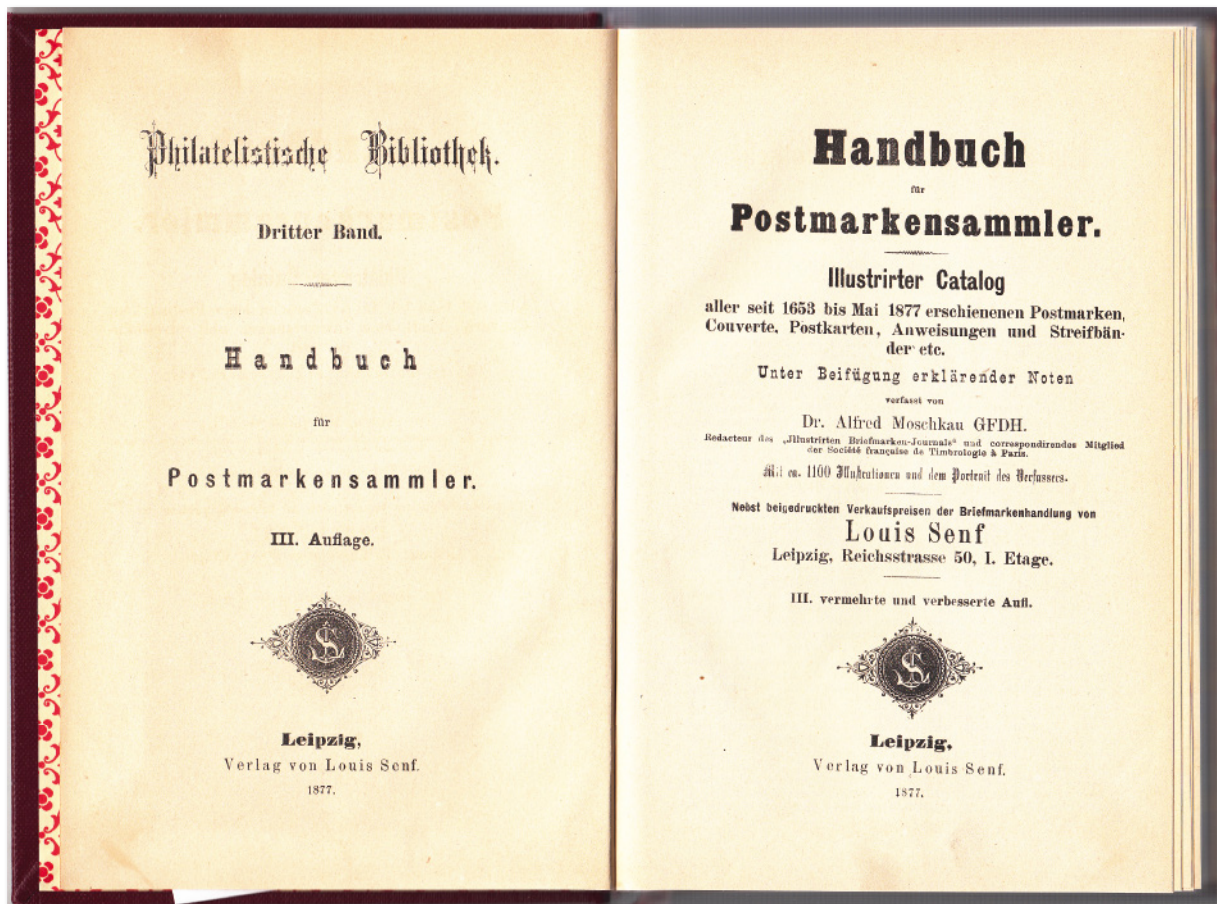 Philatelistische Bibliothek.
Dritter Band.
Handbuch
für
Postmarkensammler.
III. Auflage.
SL
Leipzig,
Verlag von Louis Senf.
1877.
Handbuch
für
Postmarkensammler.
Illustrirter Catalog
aller seit 1653 bis Mai 1877 erschienenen Postmarken,
Couverte, Postkarten, Anweisungen und Streifbän-
der etc.
Unter Beifügung erklärender Noten
verfasst von
Dr. Alfred Moschkau GFDH.
Redacteur des „Jllustrirten Briefmarken-Journals“ und correspondirendes Mitglied
der Société française de Timbrologie à Paris.
Mit ca. 1100 Illustrationen und dem Portrait des Verfassers.
Nebst beigedruckten Verkaufspreisen der Briefmarkenhandlung von
Louis Senf
Leipzig, Reichsstrasse 50, I. Etage.
III. vermehrte und verbesserte Aufl.
SL
Leipzig,
Verlag von Louis Senf.
1877.